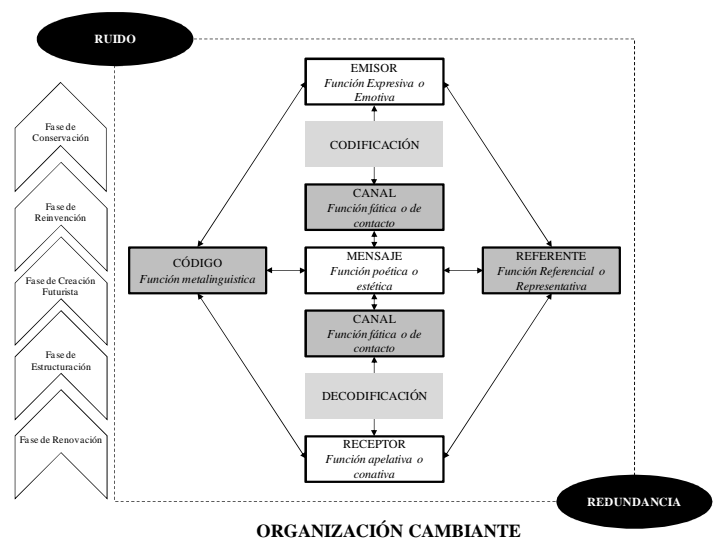 RUIDO
EMISOR
Función Expresiva o
Emotiva
CODIFICACIÓN
CANAL
Función fática o de
contacto
CÓDIGO
Función metalinguistica
MENSAJE
Función poética o
estética
REFERENTE
Función Referencial o
Representativa
CANAL
Función fática o de
contacto
DECODIFICACIÓN
RECEPTOR
Función apelativa o
conativa
Fase de
Conservación
Fase de
Reinvención
Fase de Creación
Futurista
Fase de
Estructuración
Fase de Renovación
REDUNDANCIA
ORGANIZACIÓN CAMBIANTE